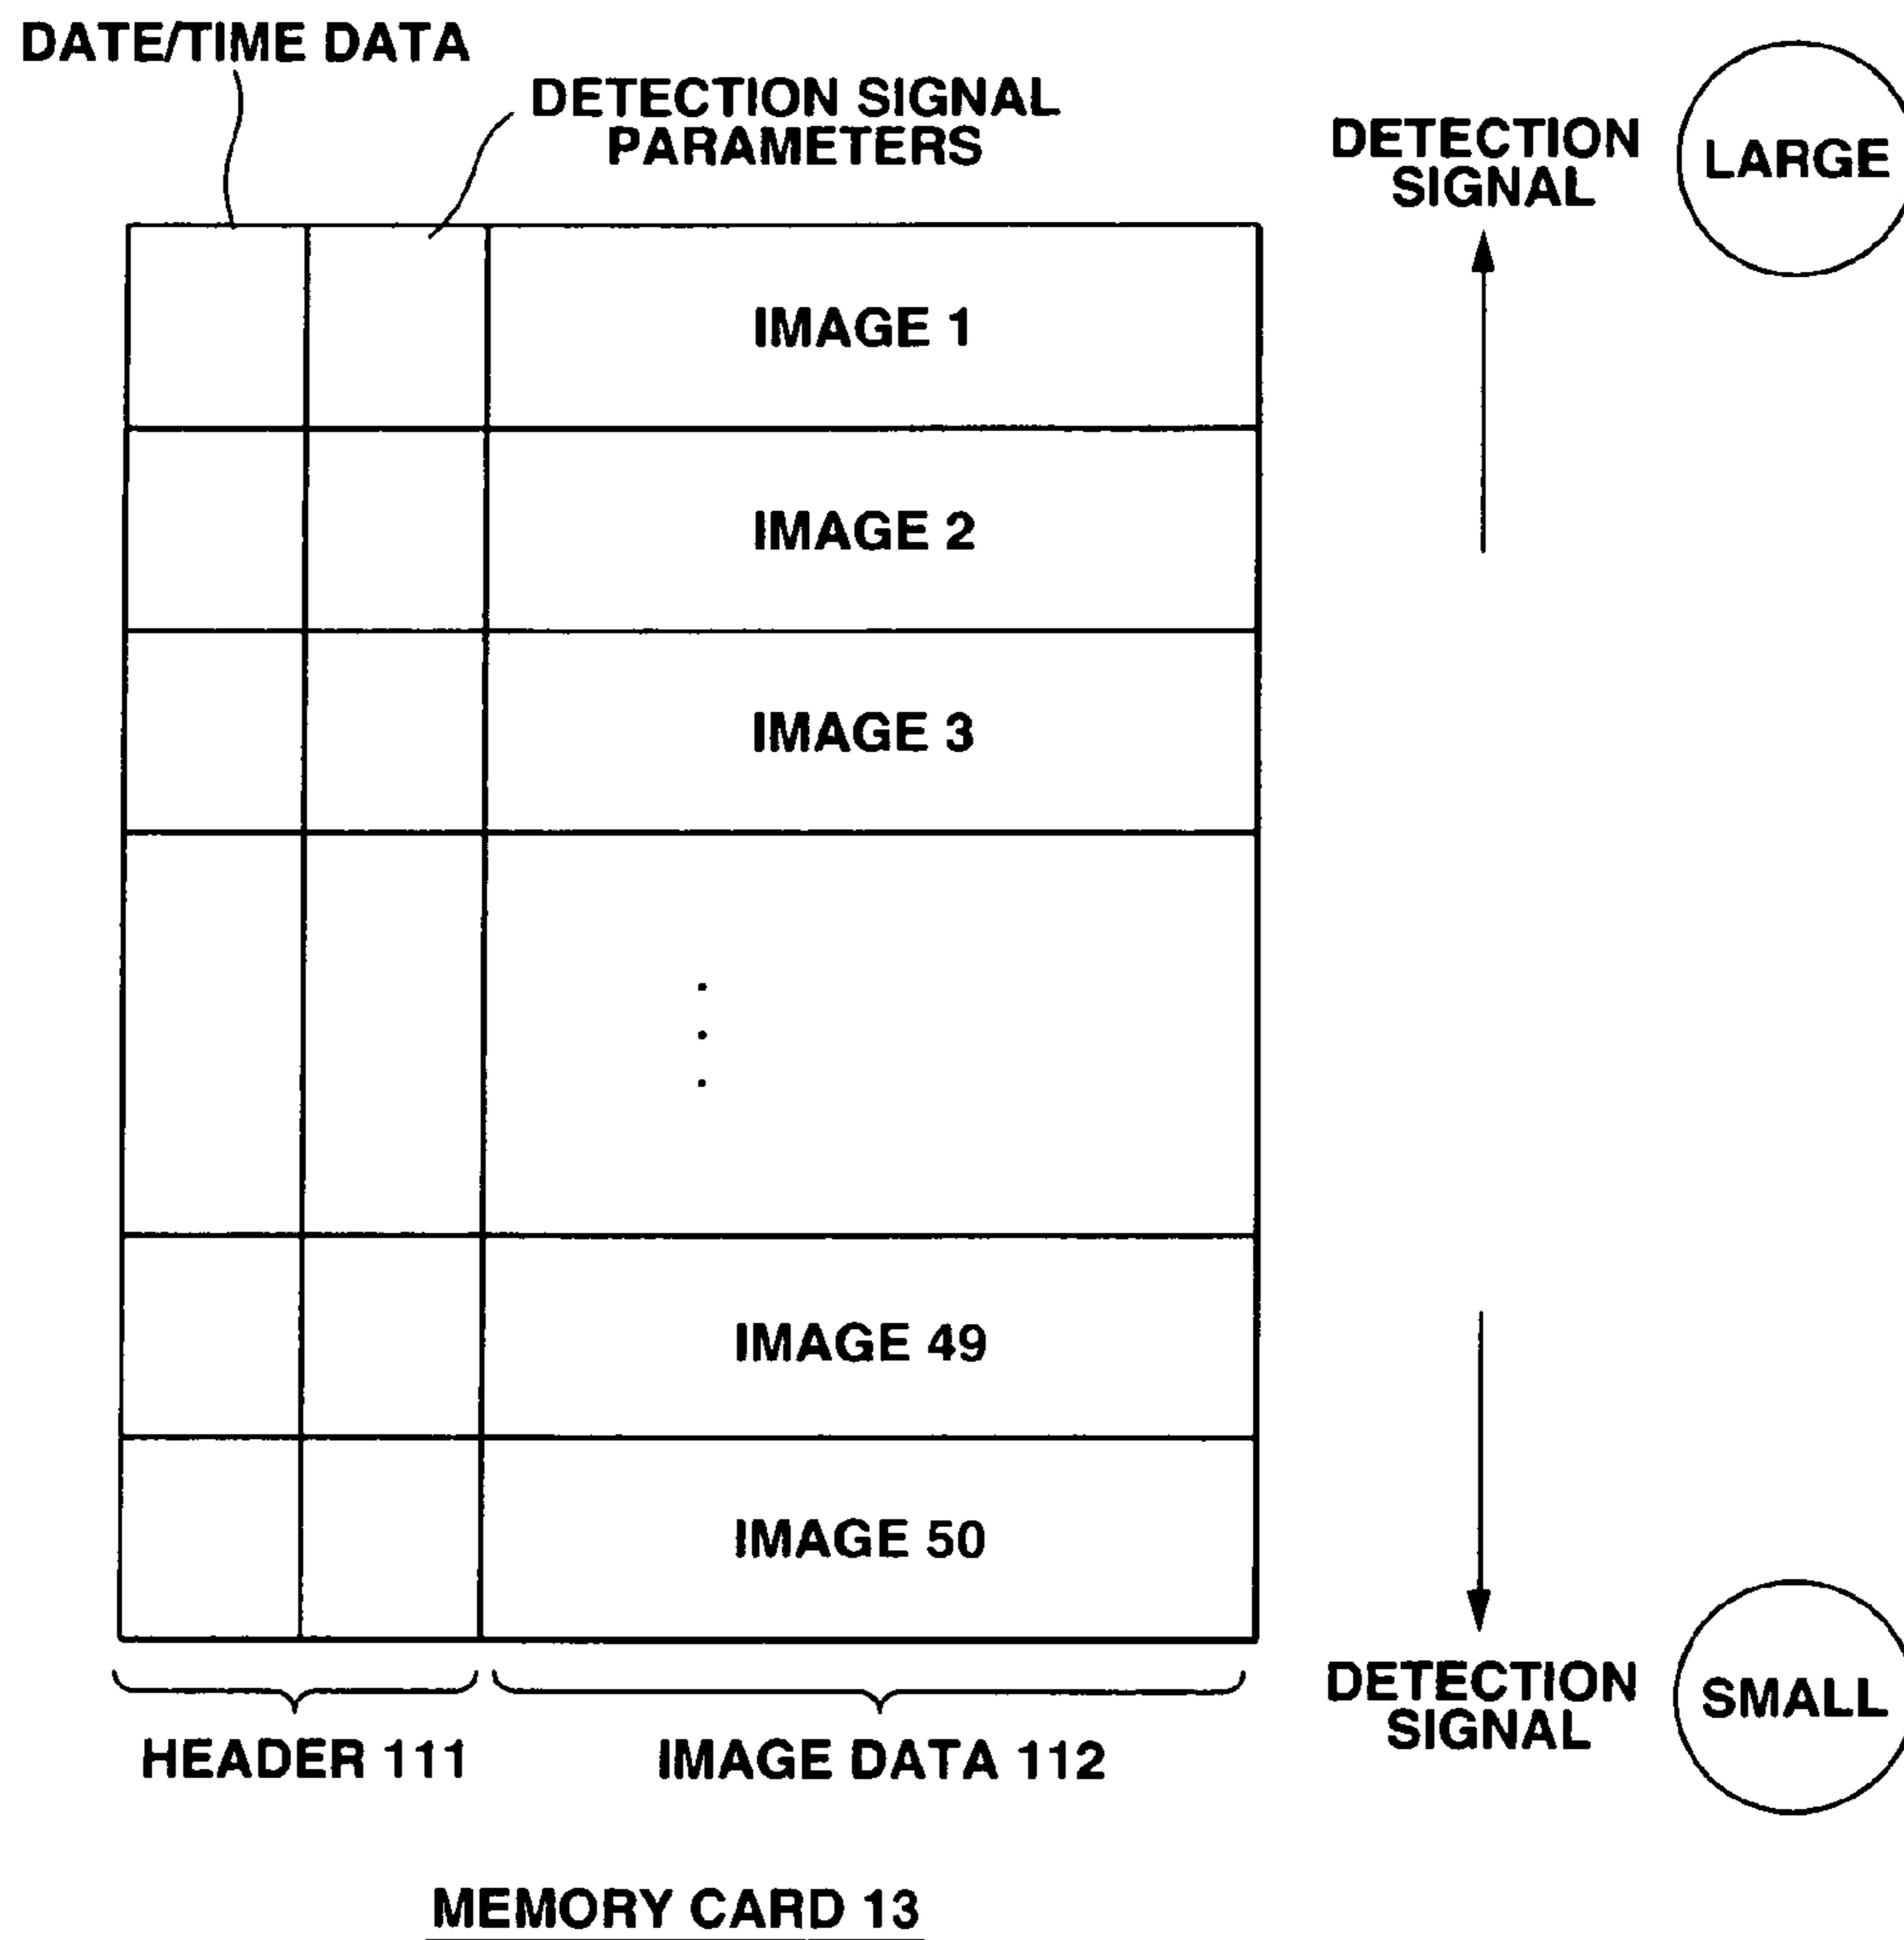 DATE/TIME DATA
DETECTION SIGNAL
PARAMETERS
DETECTION
SIGNAL
LARGE
IMAGE 1
IMAGE 2
IMAGE 3
IMAGE 49
IMAGE 50
DETECTION
SIGNAL
SMALL
HEADER 111
IMAGE DATA 112
MEMORY CARD 13